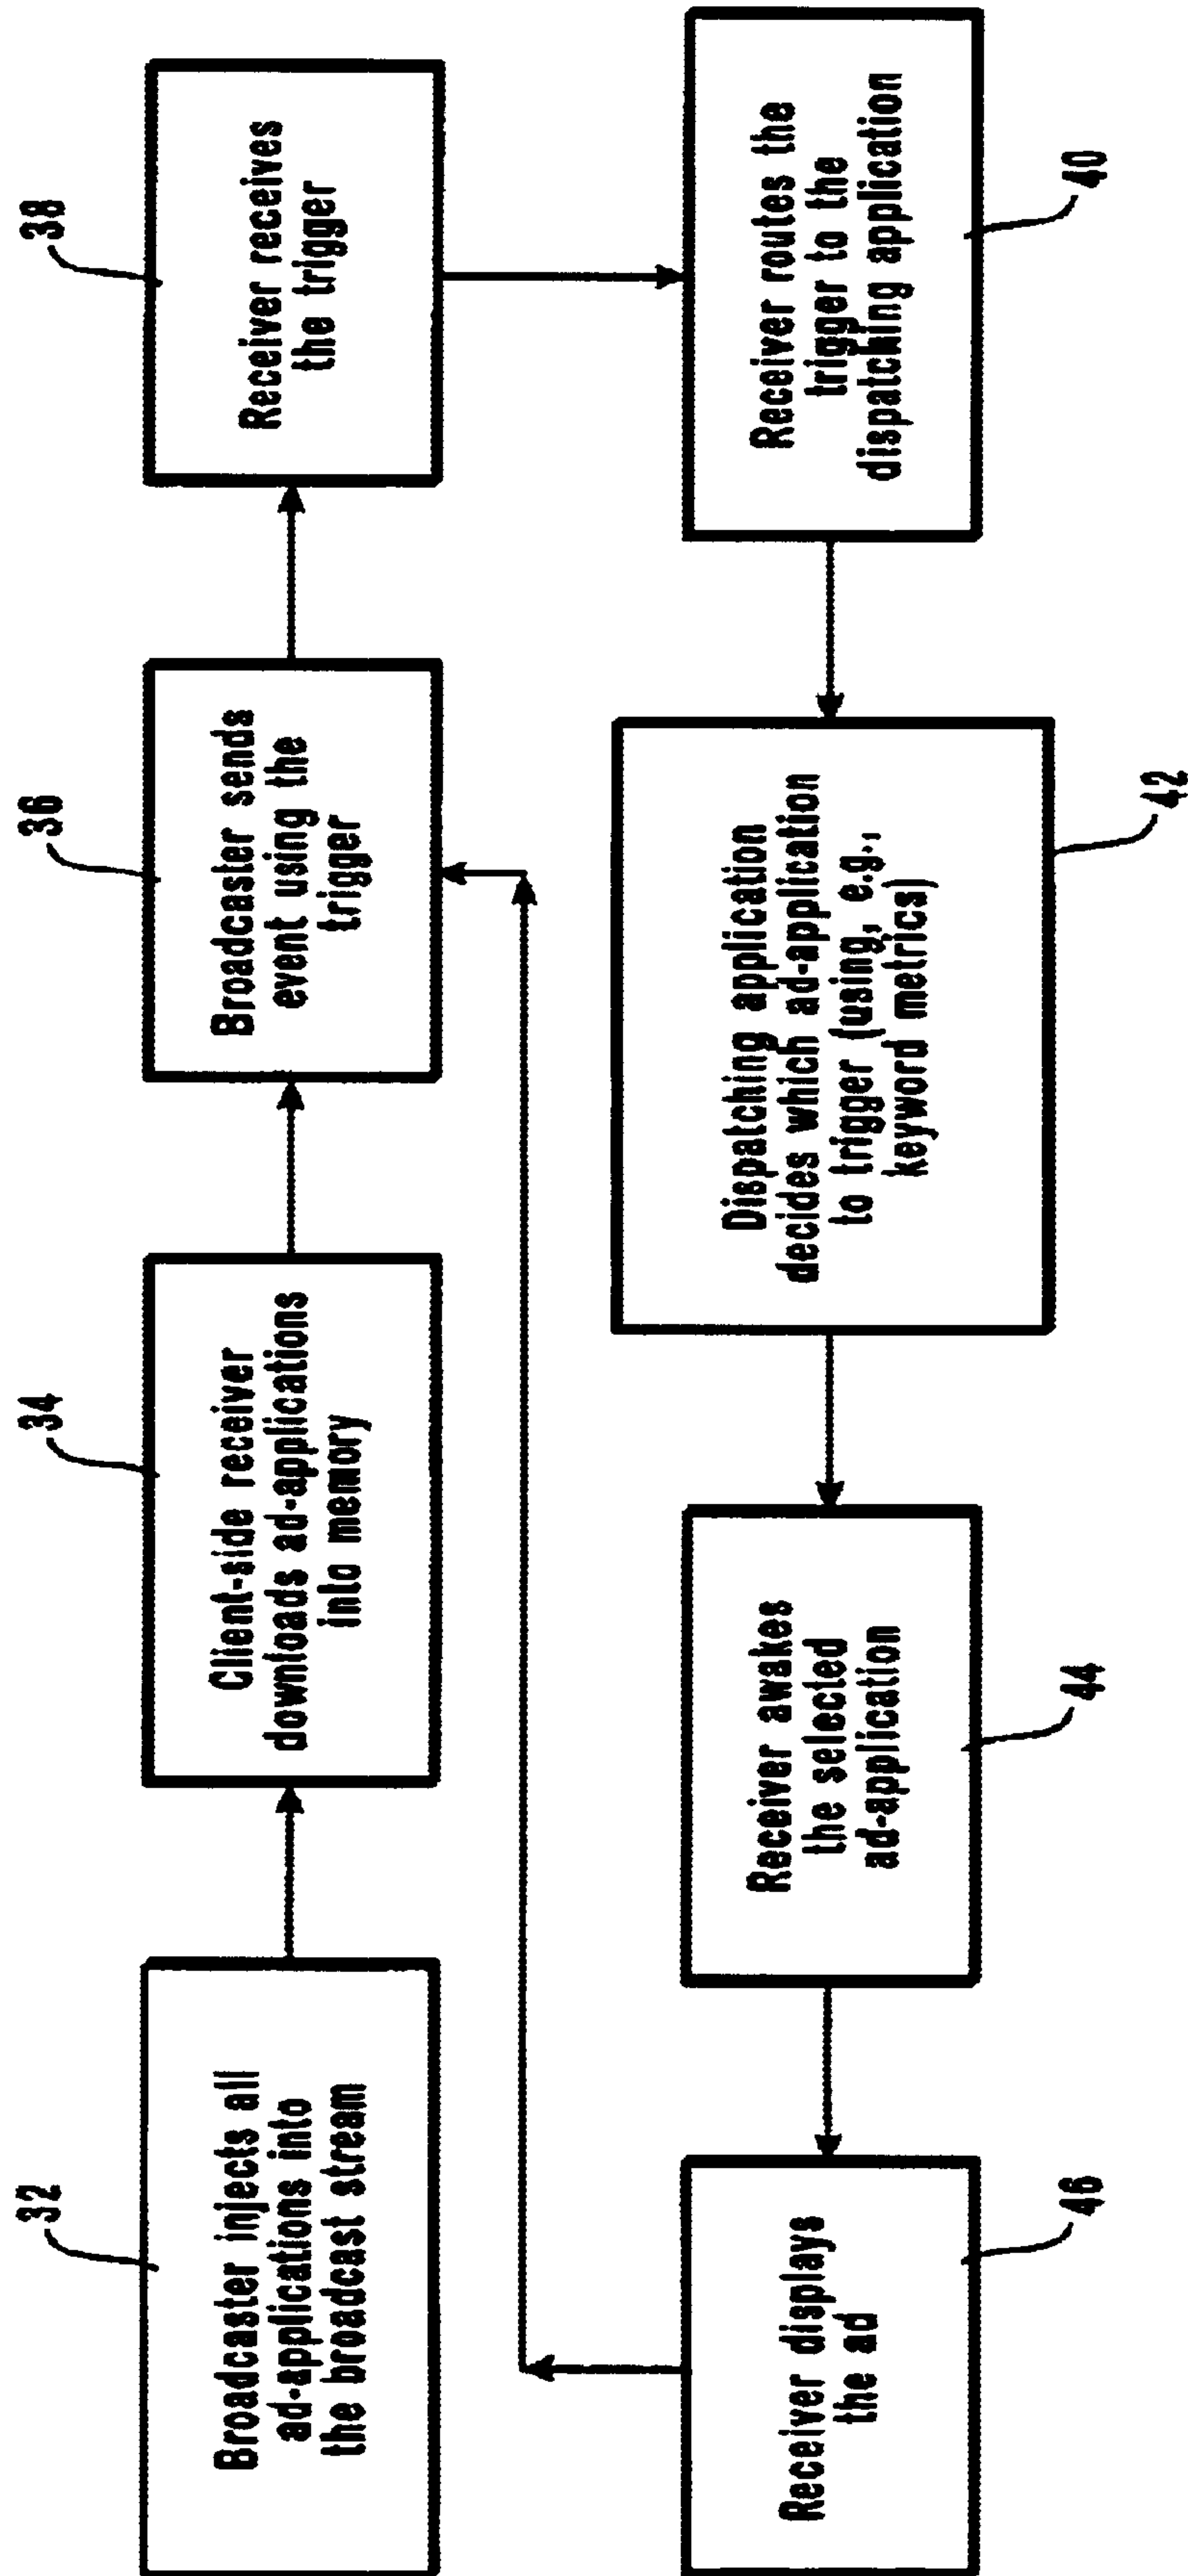 32
Broadcaster injects all
ad-applications into
the broadcast stream
34
Client-side receiver
downloads ad-applications
into memory
36
Broadcaster sends
event using the
trigger
38
Receiver receives
the trigger
Receiver routes the
trigger to the
dispatching application
40
Dispatching application
decides which ad-application
to trigger (using, e.g.,
keyword metrics)
42
Receiver awakes
the selected
ad-application
44
Receiver displays
the ad
46